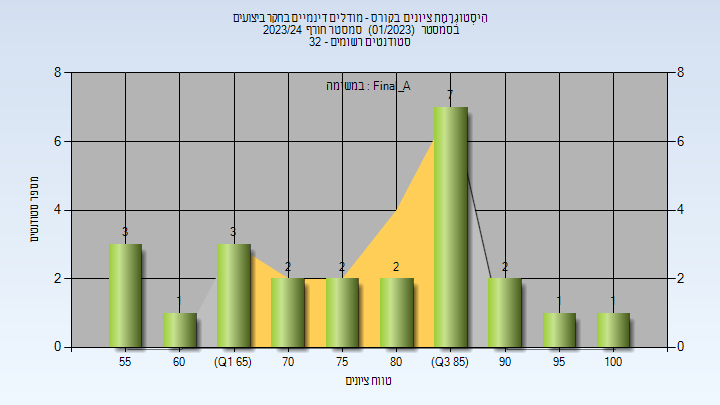 היסטוגרמת ציונים בקורס - מודלים דינמיים בחקר ביצועים
בסמסטר (01/2023) סמסטר חורף 2023/24
סטודנטים רשומים - 32
במשימה : Final_A
מספר סטודנטים
8 8
6 6
4 4
2 2
0 0
3 1 3 2 2 2 7 2 1 1
55 60 (Q1 65) 70 75 80 (Q3 85) 90 95 100
טווח ציונים